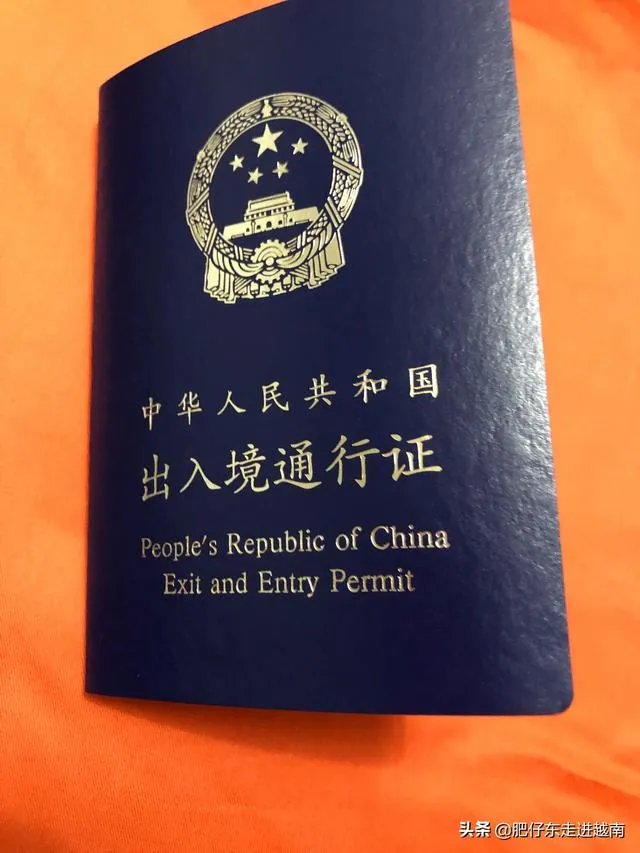 中华人民共和国
出入境通行证
People's Republic of China
Exit and Entry Permit
头条 @肥仔东走进越南